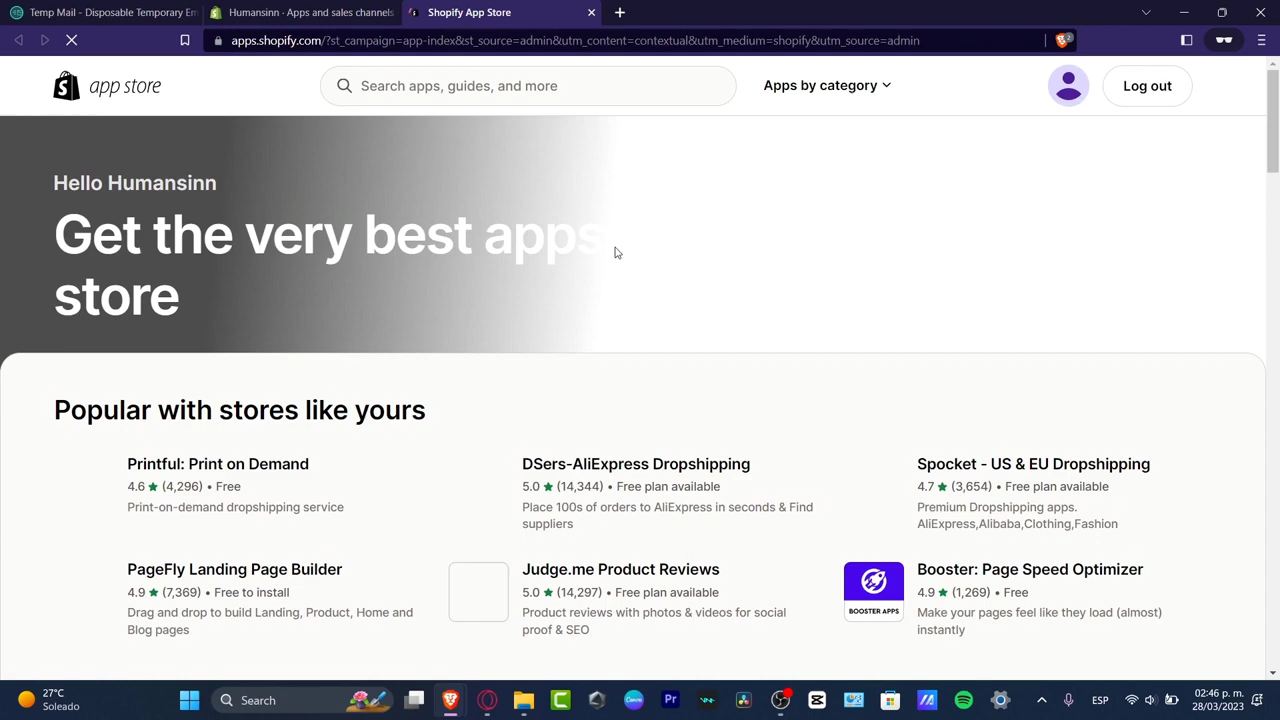 Temp Mail - Disposable Temporary Em
Humansinn · Apps and sales channels
Shopify App Store
apps.shopify.com/?st_campaign=app-index&st_source=admin&utm_content=contextual&utm_medium=shopify&utm_source=admin
2
app store
Search apps, guides, and more
Apps by category
Log out
Hello Humansinn
Get the very best apps
store
Popular with stores like yours
Printful: Print on Demand
4.6 ★ (4,296) • Free
Print-on-demand dropshipping service
DSers-AliExpress Dropshipping
5.0 ★ (14,344) • Free plan available
Place 100s of orders to AliExpress in seconds & Find
suppliers
Spocket - US & EU Dropshipping
4.7 ★ (3,654) • Free plan available
Premium Dropshipping apps.
AliExpress,Alibaba,Clothing,Fashion
PageFly Landing Page Builder
4.9 ★ (7,369) • Free to install
Drag and drop to build Landing, Product, Home and
Blog pages
Judge.me Product Reviews
5.0 ★ (14,297) • Free plan available
Product reviews with photos & videos for social
proof & SEO
BOOSTER APPS
Booster: Page Speed Optimizer
4.9 ★ (1,269) • Free
Make your pages feel like they load (almost)
instantly
27°C
Soleado
Search
Pr
ESP
02:46 p. m.
28/03/2023